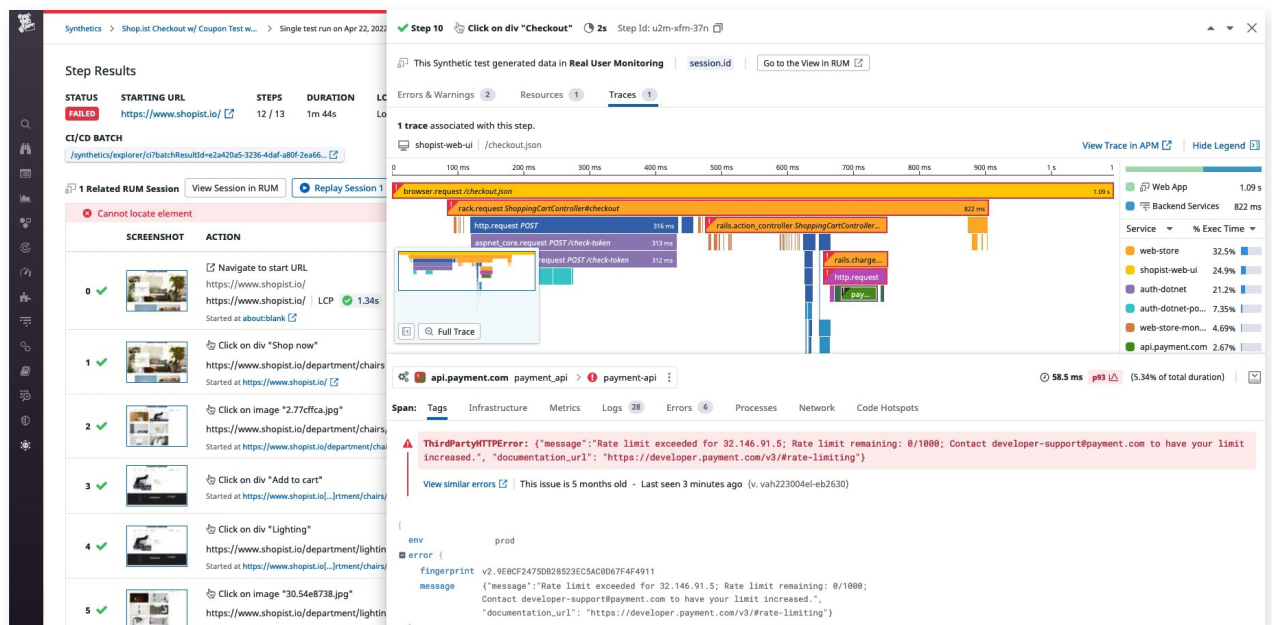 Synthetics > Shop.ist Checkout w/ Coupon Test w... > Single test run on Apr 22, 2022
Step Results
STATUS STARTING URL STEPS DURATION
FAILED https://www.shopist.io/ 12 / 13 1m 44s
CI/CD BATCH
/synthetics/explorer/ci?batchResultId=e2a420a5-3236-4daf-a80f-2ea66...
1 Related RUM Session View Session in RUM Replay Session 1
Cannot locate element
SCREENSHOT ACTION
0 Navigate to start URL
https://www.shopist.io/
https://www.shopist.io/ LCP 1.34s
Started at about:blank
1 Click on div "Shop now"
https://www.shopist.io/department/chairs
Started at https://www.shopist.io/
2 Click on image "2.77cffca.jpg"
https://www.shopist.io/department/chairs,
Started at https://www.shopist.io/department/chai
3 Click on div "Add to cart"
Started at https://www.shopist.io[...]rtment/chairs/
4 Click on div "Lighting"
https://www.shopist.io/department/lightin
Started at https://www.shopist.io[...]rtment/chairs/
5 Click on image "30.54e8738.jpg"
https://www.shopist.io/department/lightin
Step 10 Click on div "Checkout" 2s Step Id: u2m-xfm-37n
This Synthetic test generated data in Real User Monitoring session.id Go to the View in RUM
Errors & Warnings 2 Resources 1 Traces 1
1 trace associated with this step.
shopist-web-ui /checkout.json View Trace in APM Hide Legend
0 100 ms 200 ms 300 ms 400 ms 500 ms 600 ms 700 ms 800 ms 900 ms 1 s 1
browser.request /checkout.json 1.09 s
rack.request ShoppingCartController#checkout 822 ms
http.request POST 316 ms rails.action_controller ShoppingCartController...
aspnet_core.request POST /check-token 313 ms
request POST /check-token 312 ms rails.charge...
http.request
pay...
Full Trace
Web App 1.09 s
Backend Services 822 ms
Service % Exec Time
web-store 32.5%
shopist-web-ui 24.9%
auth-dotnet 21.2%
auth-dotnet-po... 7.35%
web-store-mon... 4.69%
api.payment.com 2.67%
api.payment.com payment_api > payment-api 58.5 ms p93 (5.34% of total duration)
Span: Tags Infrastructure Metrics Logs 28 Errors 6 Processes Network Code Hotspots
ThirdPartyHTTPError: {"message":"Rate limit exceeded for 32.146.91.5; Rate limit remaining: 0/1000; Contact developer-support@payment.com to have your limit
increased.", "documentation_url": "https://developer.payment.com/v3/#rate-limiting"}
View similar errors This issue is 5 months old - Last seen 3 minutes ago (v. vah223004el-eb2630)
{
env prod
error {
fingerprint v2.9E0CF2475DB28523EC5AC0D67F4F4911
message {"message":"Rate limit exceeded for 32.146.91.5; Rate limit remaining: 0/1000;
Contact developer-support@payment.com to have your limit increased.",
"documentation_url": "https://developer.payment.com/v3/#rate-limiting"}